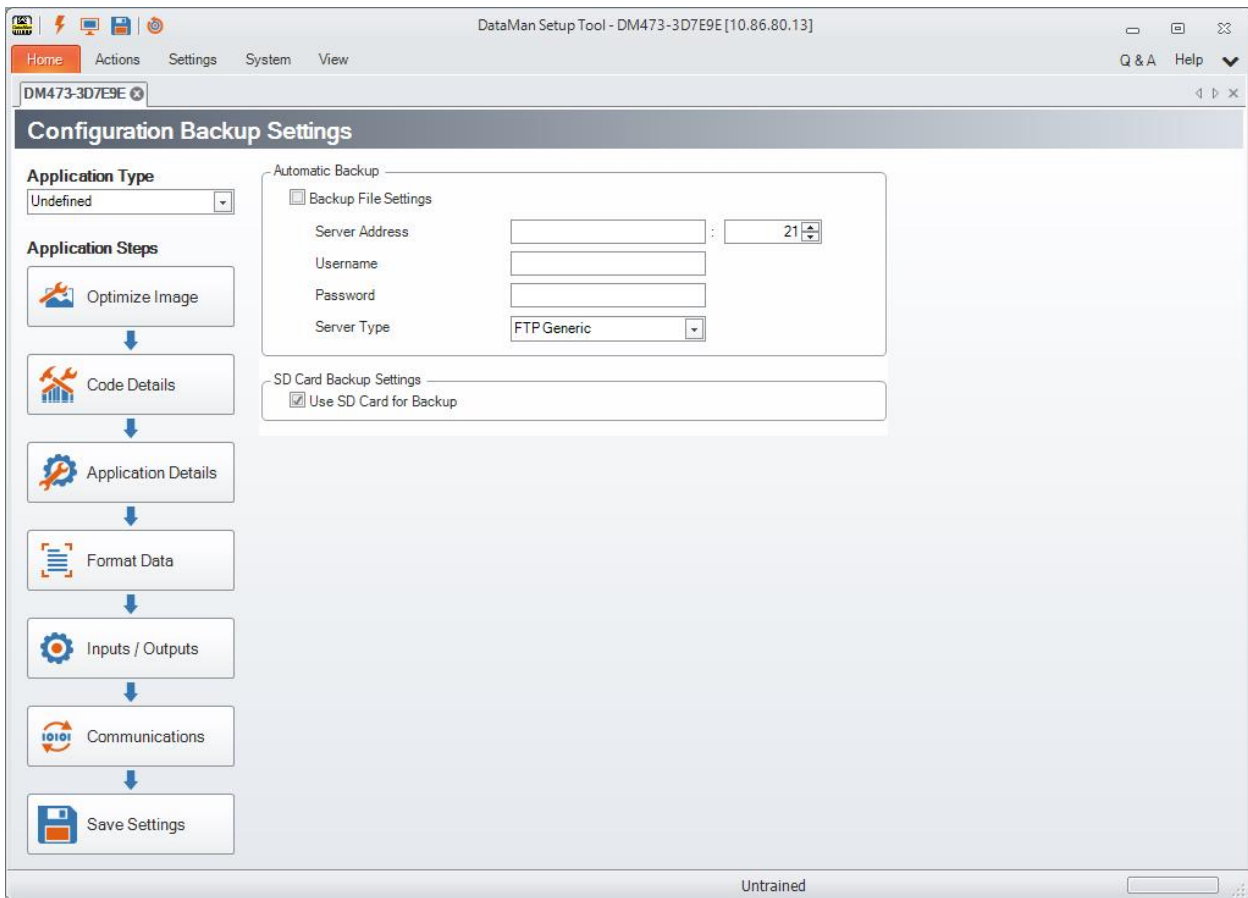 DataMan Setup Tool - DM473-3D7E9E [10.86.80.13]
Home Actions Settings System View Q & A Help
DM473-3D7E9E
Configuration Backup Settings
Application Type
Undefined
Application Steps
Optimize Image
Code Details
Application Details
Format Data
Inputs / Outputs
Communications
Save Settings
Automatic Backup
Backup File Settings
Server Address : 21
Username
Password
Server Type FTP Generic
SD Card Backup Settings
Use SD Card for Backup
Untrained